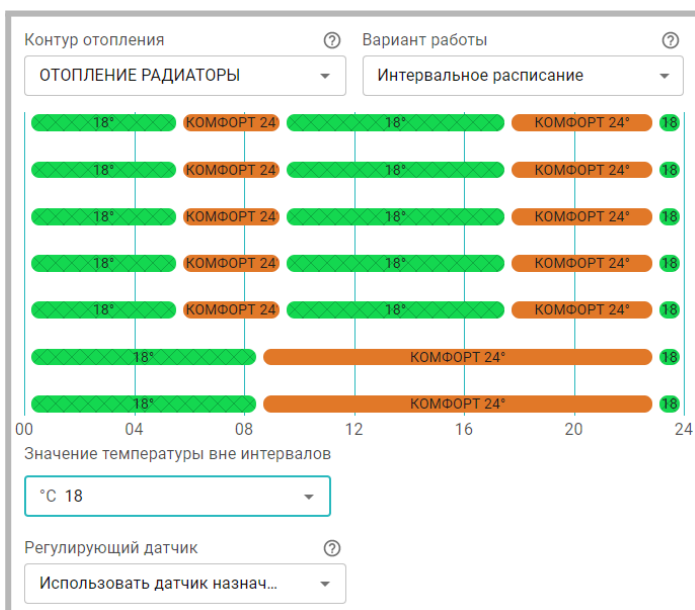 Контур отопления Вариант работы
ОТОПЛЕНИЕ РАДИАТОРЫ Интервальное расписание
18° КОМФОРТ 24 18° КОМФОРТ 24° 18
18° КОМФОРТ 24 18° КОМФОРТ 24° 18
18° КОМФОРТ 24 18° КОМФОРТ 24° 18
18° КОМФОРТ 24 18° КОМФОРТ 24° 18
18° КОМФОРТ 24 18° КОМФОРТ 24° 18
18° КОМФОРТ 24° 18
18° КОМФОРТ 24° 18
00 04 08 12 16 20 24
Значение температуры вне интервалов
°C 18
Регулирующий датчик
Использовать датчик назнач...